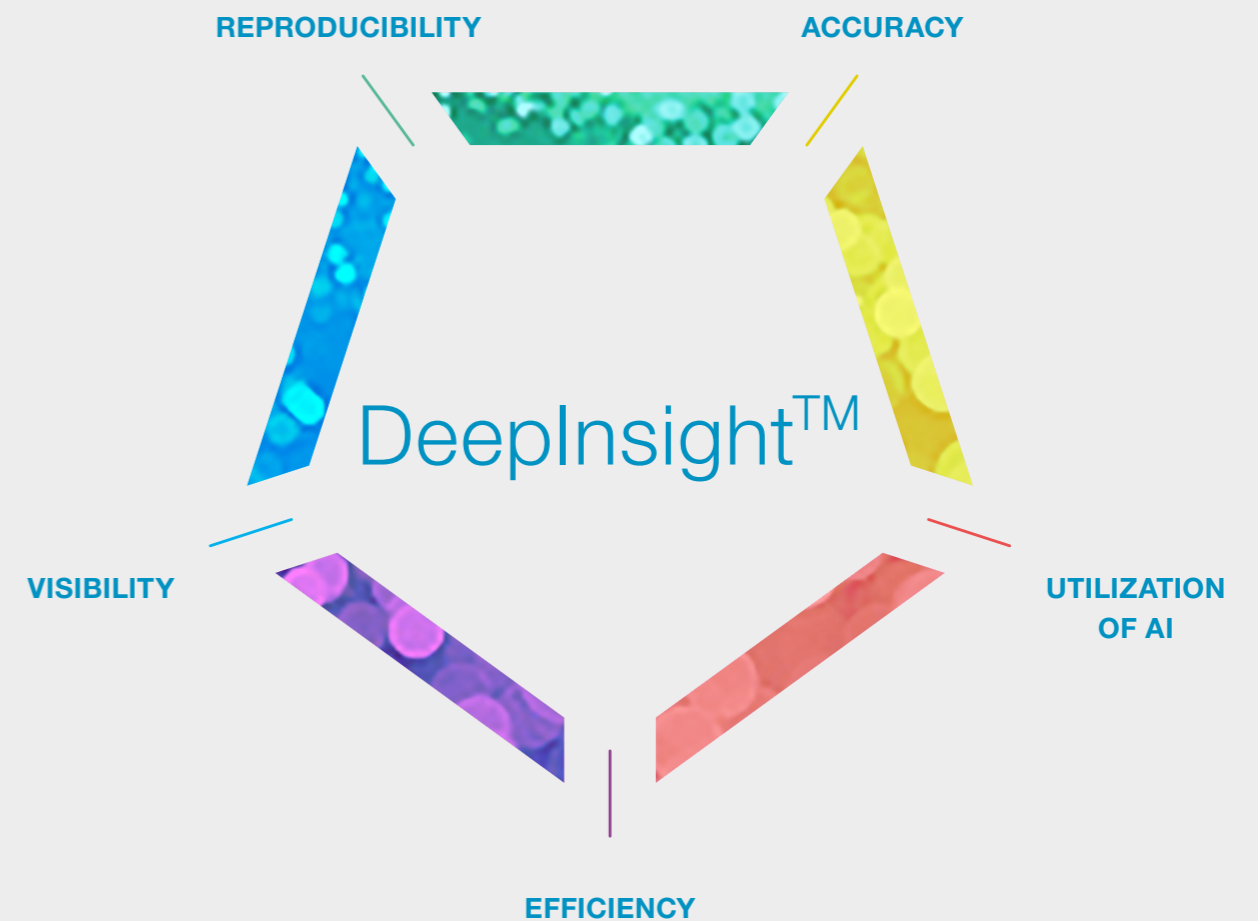 REPRODUCIBILITY
ACCURACY
DeepInsight™
VISIBILITY
UTILIZATION
OF AI
EFFICIENCY